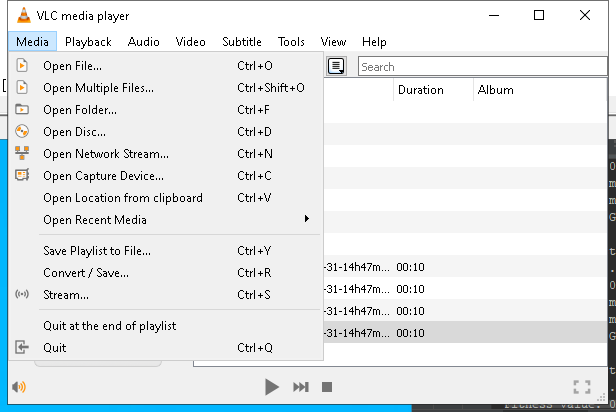 VLC media player
Media Playback Audio Video Subtitle Tools View Help
Open File... Ctrl+O
Open Multiple Files... Ctrl+Shift+O
Open Folder... Ctrl+F
Open Disc... Ctrl+D
Open Network Stream... Ctrl+N
Open Capture Device... Ctrl+C
Open Location from clipboard Ctrl+V
Open Recent Media
Save Playlist to File... Ctrl+Y
Convert / Save... Ctrl+R
Stream... Ctrl+S
Quit at the end of playlist
Quit Ctrl+Q
Search
Duration Album
-31-14h47m... 00:10
-31-14h47m... 00:10
-31-14h47m... 00:10
-31-14h47m... 00:10